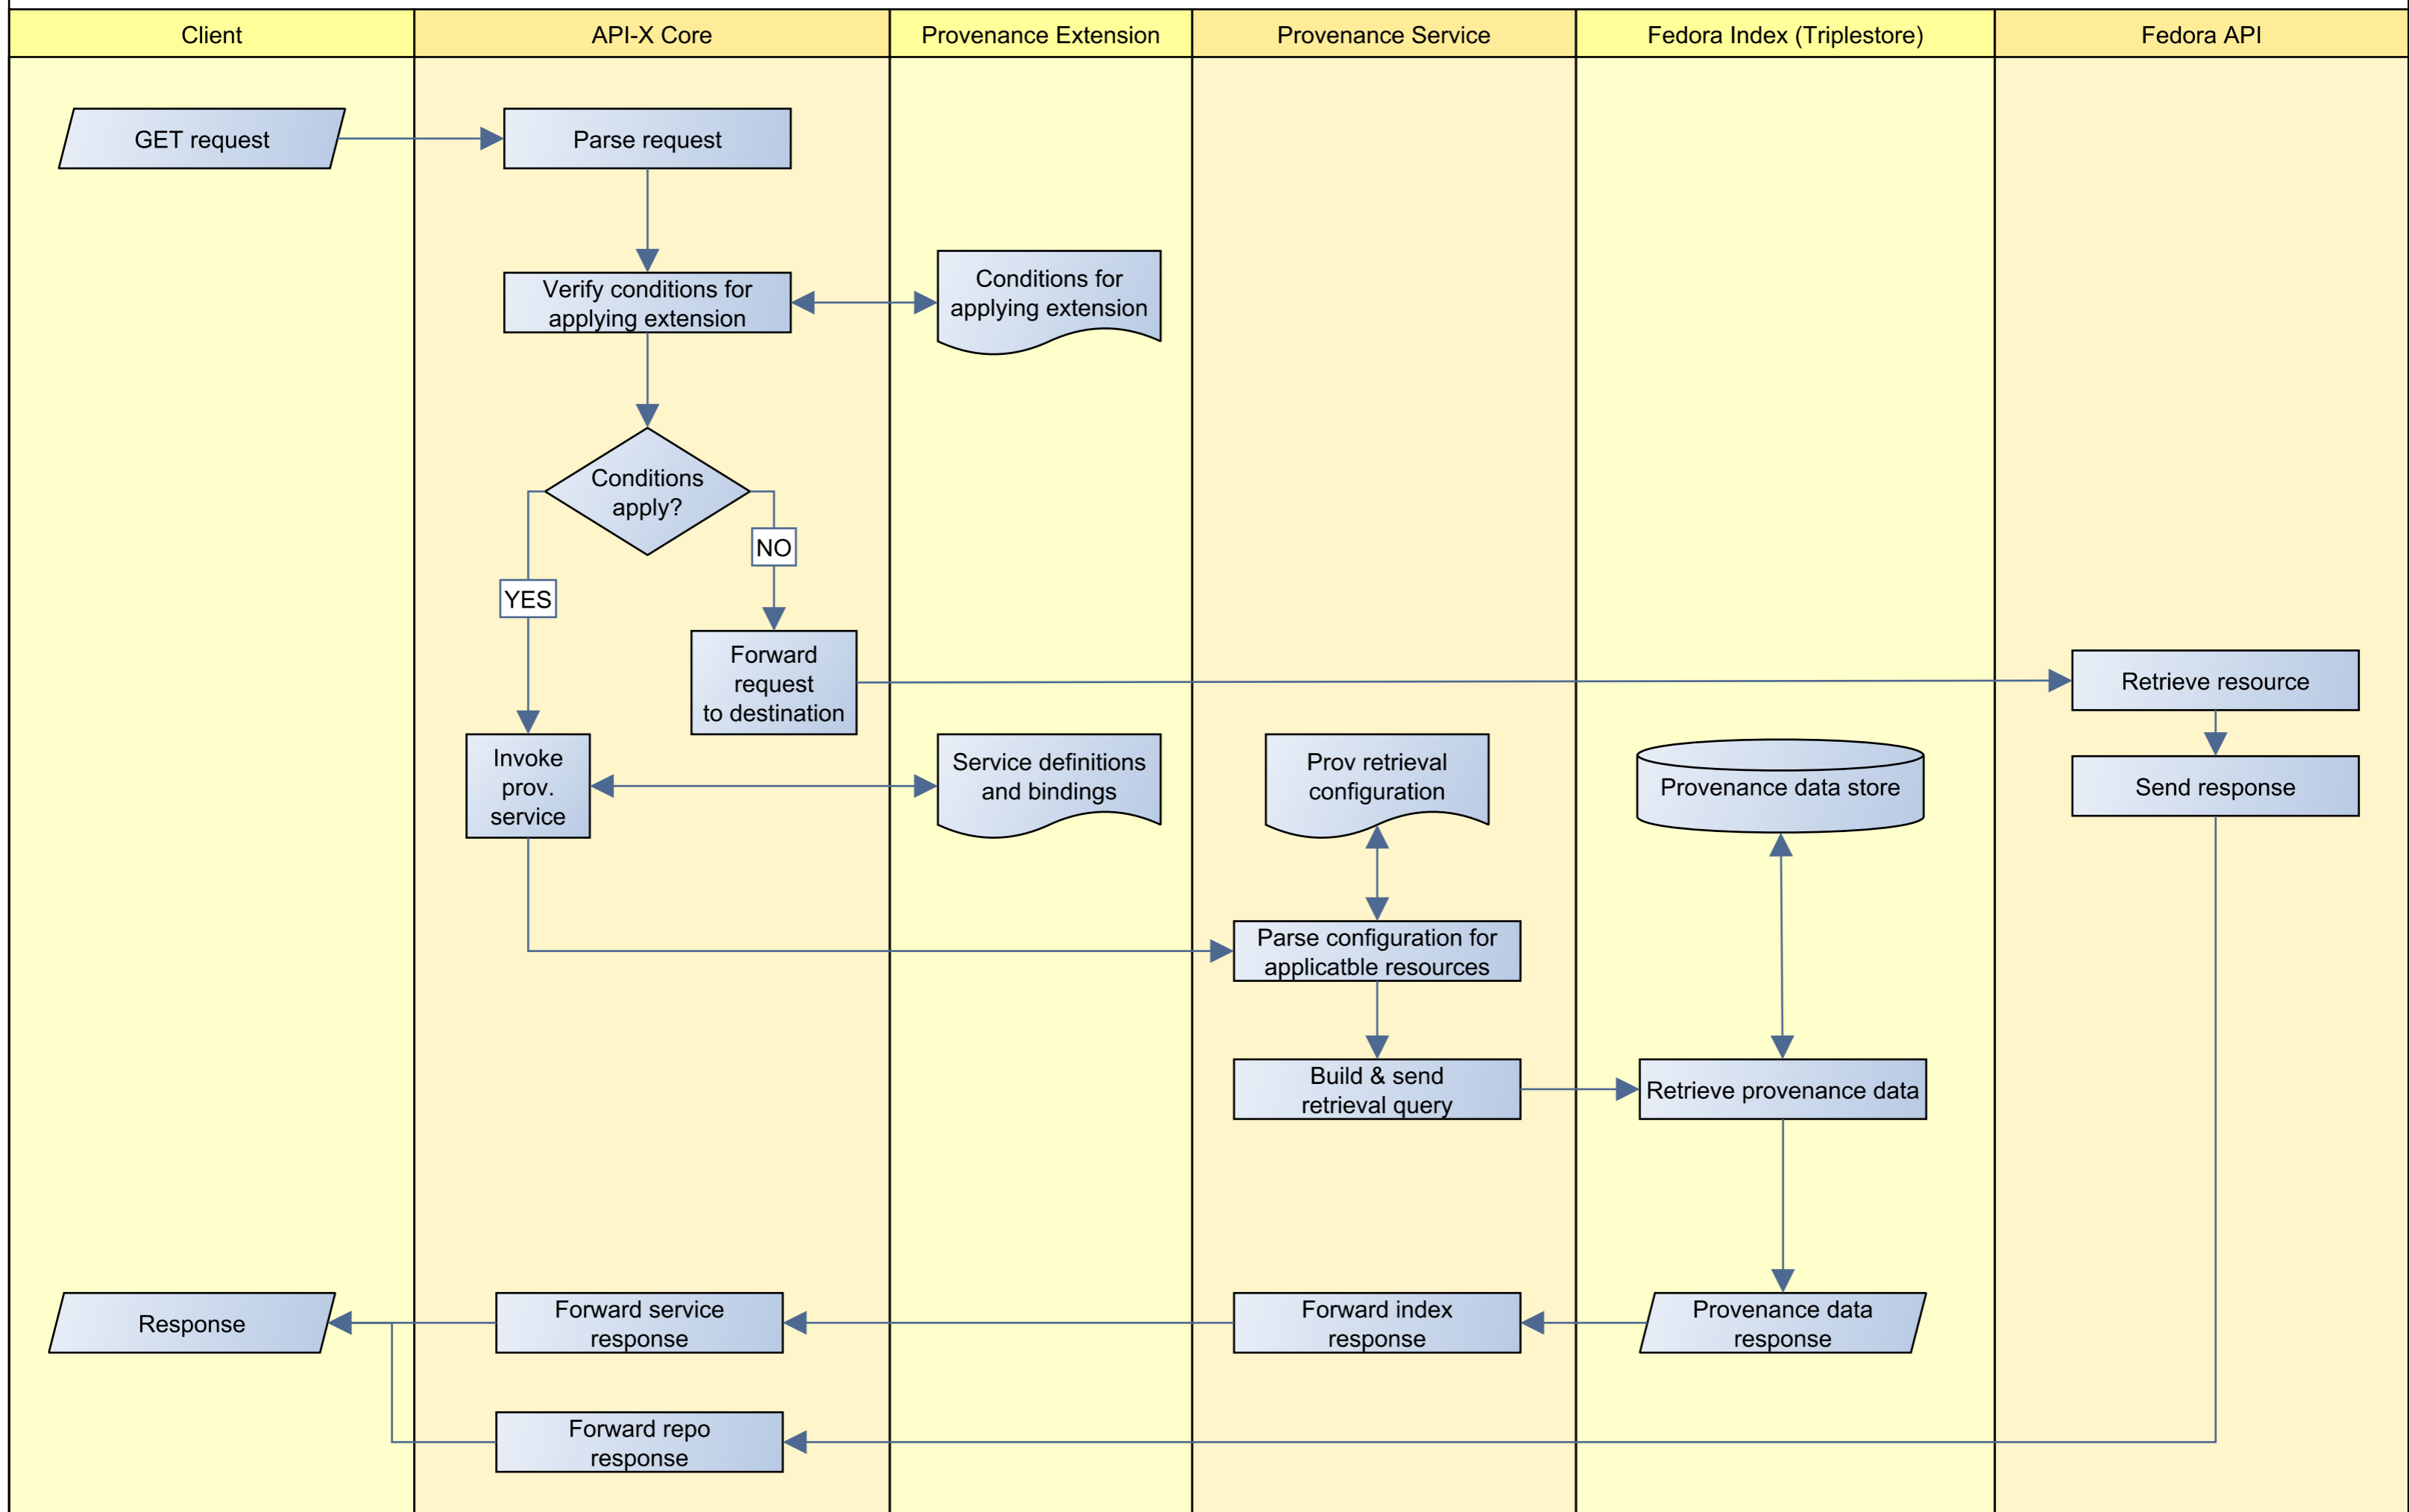 Client
API-X Core
Provenance Extension
Provenance Service
Fedora Index (Triplestore)
Fedora API
GET request
Parse request
Verify conditions for
applying extension
Conditions for
applying extension
Conditions
apply?
NO
YES
Forward
request
to destination
Retrieve resource
Invoke
prov.
service
Service definitions
and bindings
Prov retrieval
configuration
Provenance data store
Send response
Parse configuration for
applicatble resources
Build & send
retrieval query
Retrieve provenance data
Response
Forward service
response
Forward index
response
Provenance data
response
Forward repo
response